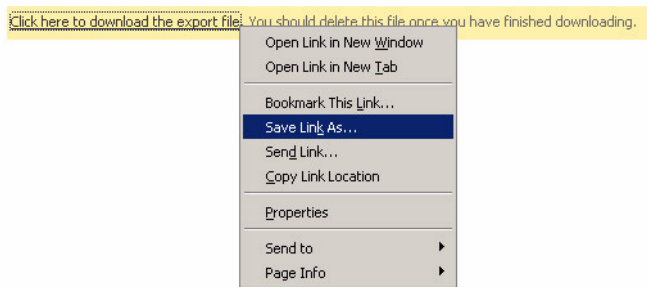 Click here to download the export file. You should delete this file once you have finished downloading.
Open Link in New Window
Open Link in New Tab
Bookmark This Link...
Save Link As...
Send Link...
Copy Link Location
Properties
Send to
Page Info